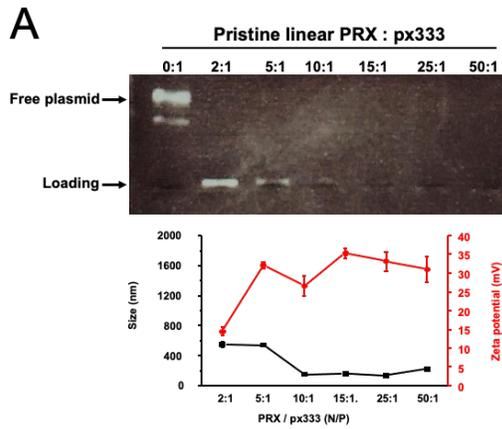 A
Pristine linear PRX : px333
0:1 2:1 5:1 10:1 15:1 25:1 50:1
Free plasmid
Loading
2000
1600
1200
800
400
0
Size (nm)
40
35
30
25
20
15
10
5
0
Zeta potential (mV)
2:1 5:1 10:1 15:1. 25:1 50:1
PRX / px333 (N/P)